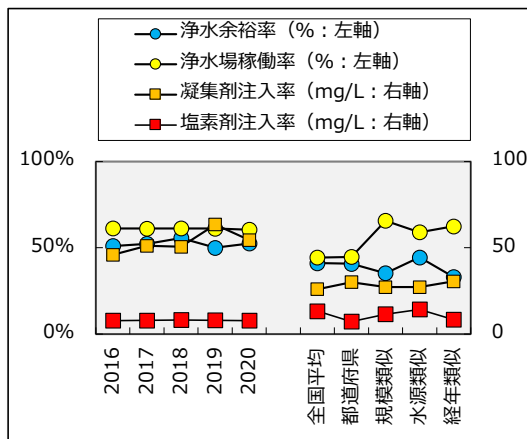 浄水余裕率(%:左軸)
浄水場稼働率(%:左軸)
凝集剤注入率(mg/L:右軸)
塩素剤注入率(mg/L:右軸)
100%
50%
0%
100
50
0
2016
2017
2018
2019
2020
全国平均
都道府県
規模類似
水源類似
経年類似